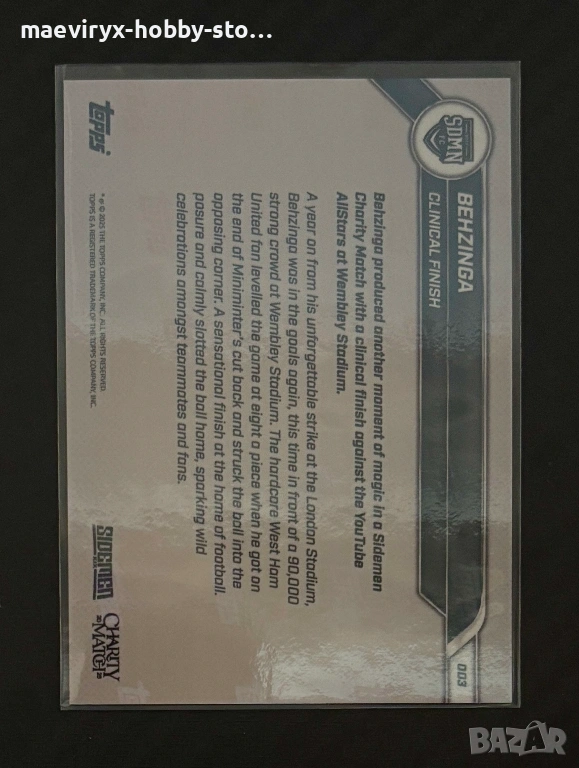 maeviryx-hobby-sto...
SDMN
FC
BEHZINGA
CLINICAL FINISH
003
Behzinga produced another moment of magic in a Sidemen
Charity Match with a clinical finish against the YouTube
AllStars at Wembley Stadium.
A year on from his unforgettable strike at the London Stadium,
Behzinga was in the goals again, this time in front of a 90,000
strong crowd at Wembley Stadium. The hardcore West Ham
United fan levelled the game at eight a piece when he got on
the end of Miniminter's cut back and struck the ball into the
opposing corner. A sensational finish at the home of football.
posure and calmly slotted the ball home, sparking wild
celebrations amongst teammates and fans.
topps
® © 2025 THE TOPPS COMPANY, INC. ALL RIGHTS RESERVED.
TOPPS IS A REGISTERED TRADEMARK OF THE TOPPS COMPANY, INC.
SIDEMEN
CHARITY
MATCH
BAZAR